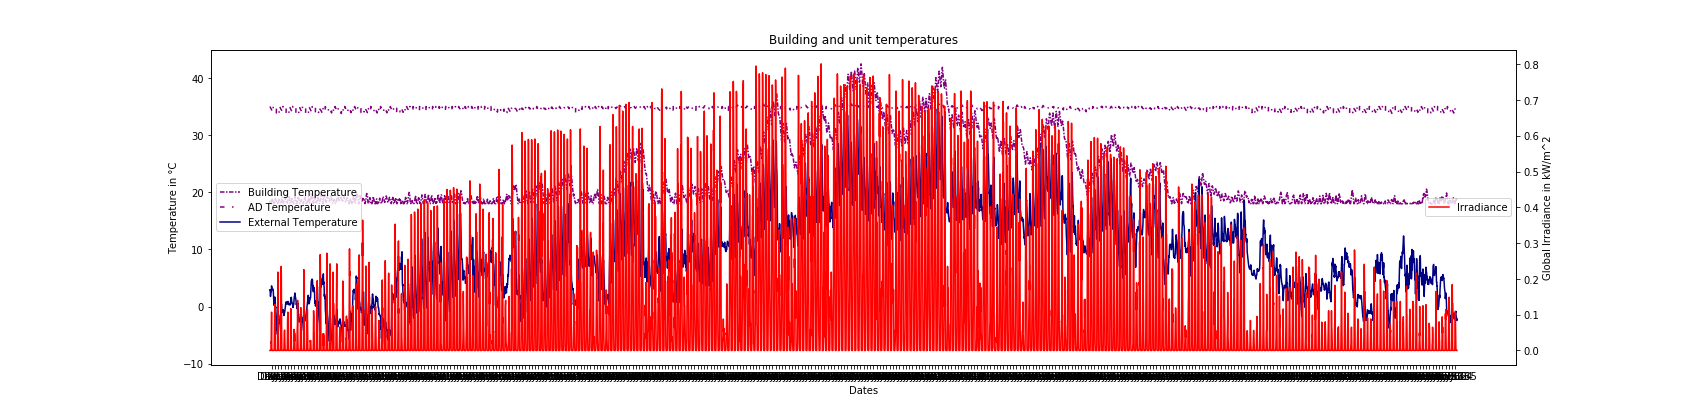 Building and unit temperatures
Temperature in °C
40
30
20
10
0
−10
Building Temperature
AD Temperature
External Temperature
Irradiance
0.8
0.7
0.6
0.5
0.4
0.3
0.2
0.1
0.0
Global Irradiance in kW/m^2
Dates